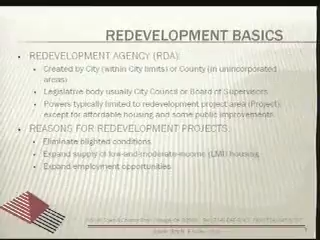 REDEVELOPMENT BASICS
REDEVELOPMENT AGENCY (RDA):
Created by City (within City limits) or County (in unincorporated
areas)
Legislative body usually City Council or Board of Supervisors
Powers typically limited to redevelopment project area (Project)
except for affordable housing and some public improvements
REASONS FOR REDEVELOPMENT PROJECTS:
Eliminate blighted conditions
Expand supply of low-and-moderate-income (LMI) housing
Expand employment opportunities